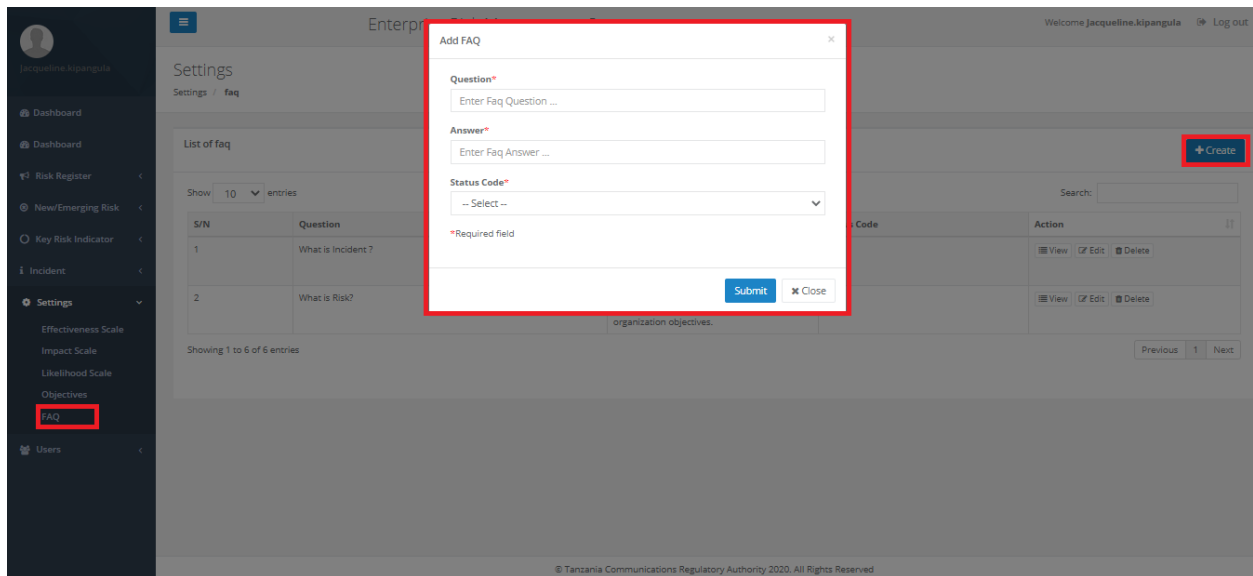 Enterpr
Welcome Jacqueline.kipangula Log out
Jacqueline.kipangula
Dashboard
Dashboard
Risk Register
New/Emerging Risk
Key Risk Indicator
Incident
Settings
Effectiveness Scale
Impact Scale
Likelihood Scale
Objectives
FAQ
Users
Settings
Settings / faq
List of faq
+ Create
Show 10 entries
Search:
S/N Question s Code Action
1 What is Incident ? View Edit Delete
2 What is Risk? View Edit Delete
organization objectives.
Showing 1 to 6 of 6 entries
Previous 1 Next
Add FAQ ×
Question*
Enter Faq Question ...
Answer*
Enter Faq Answer ...
Status Code*
-- Select --
*Required field
Submit × Close
© Tanzania Communications Regulatory Authority 2020. All Rights Reserved